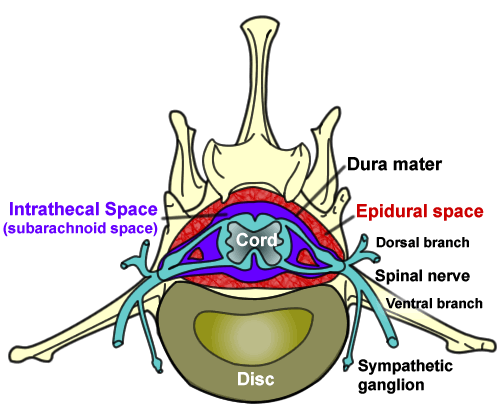 Dura mater
Intrathecal Space
(subarachnoid space)
Epidural space
Cord
Dorsal branch
Spinal nerve
Ventral branch
Sympathetic
ganglion
Disc